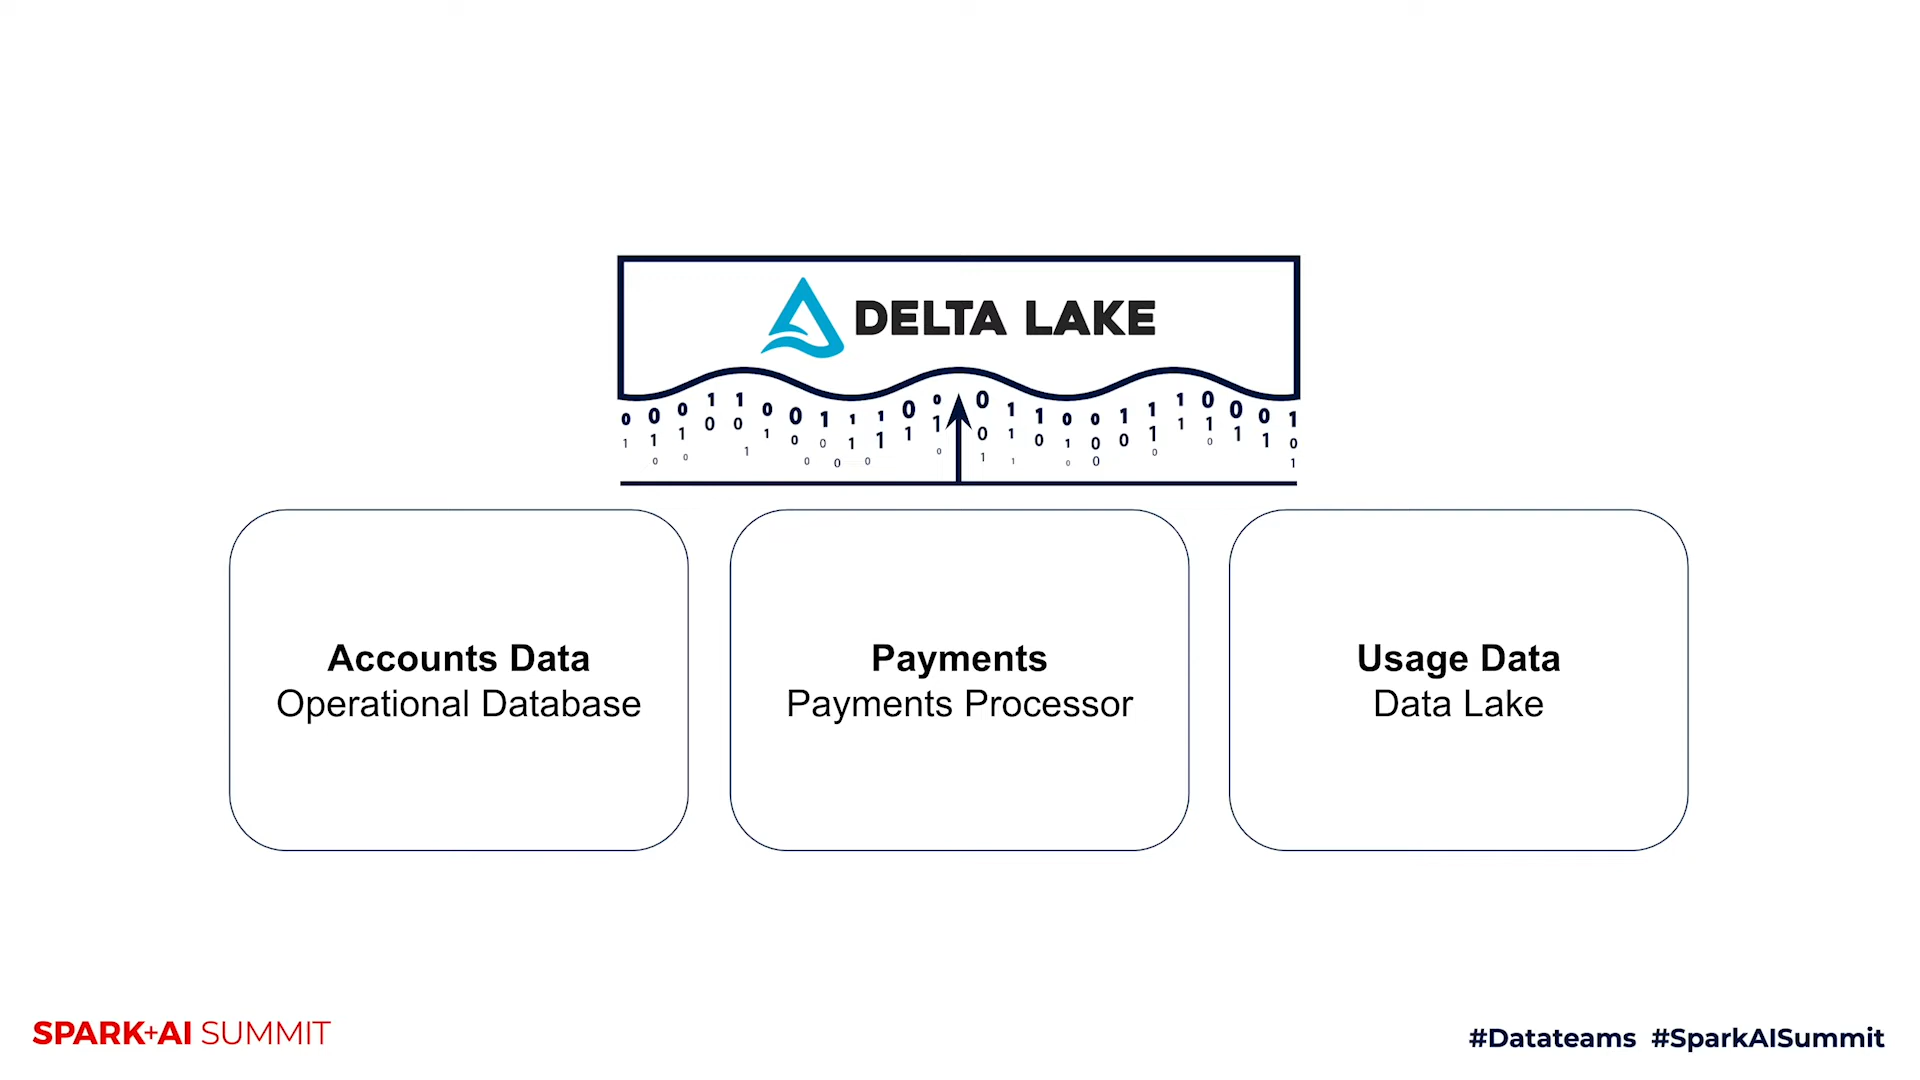 DELTA LAKE
Accounts Data
Operational Database
Payments
Payments Processor
Usage Data
Data Lake
SPARK+AI SUMMIT
#Datateams #SparkAISummit